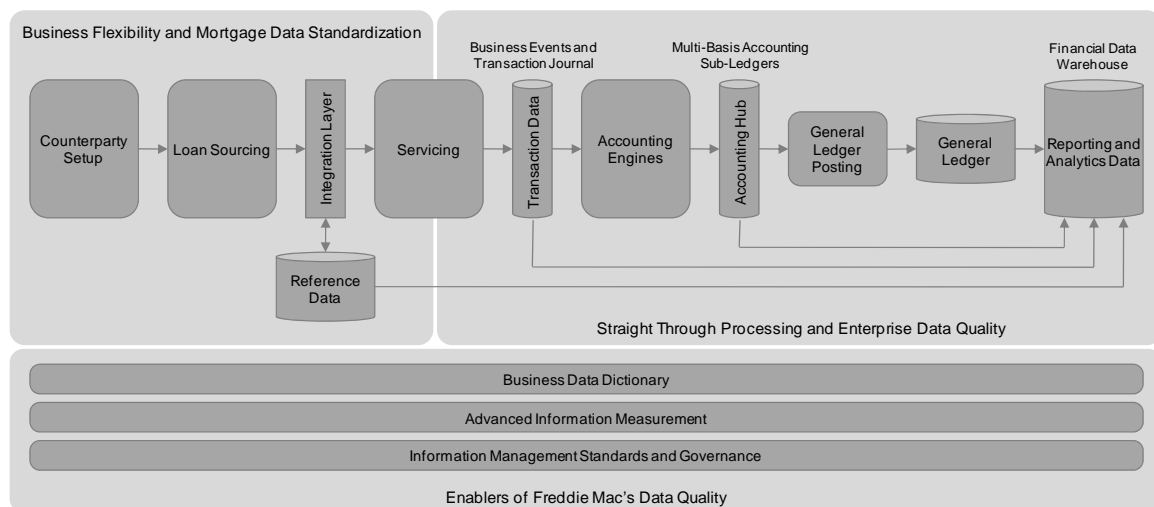 Business Flexibility and Mortgage Data Standardization
Counterparty
Setup
Loan Sourcing
Integration Layer
Servicing
Reference
Data
Business Events and
Transaction Journal
Transaction Data
Accounting
Engines
Multi-Basis Accounting
Sub-Ledgers
Accounting Hub
General
Ledger
Posting
General
Ledger
Financial Data
Warehouse
Reporting and
Analytics Data
Straight Through Processing and Enterprise Data Quality
Business Data Dictionary
Advanced Information Measurement
Information Management Standards and Governance
Enablers of Freddie Mac's Data Quality